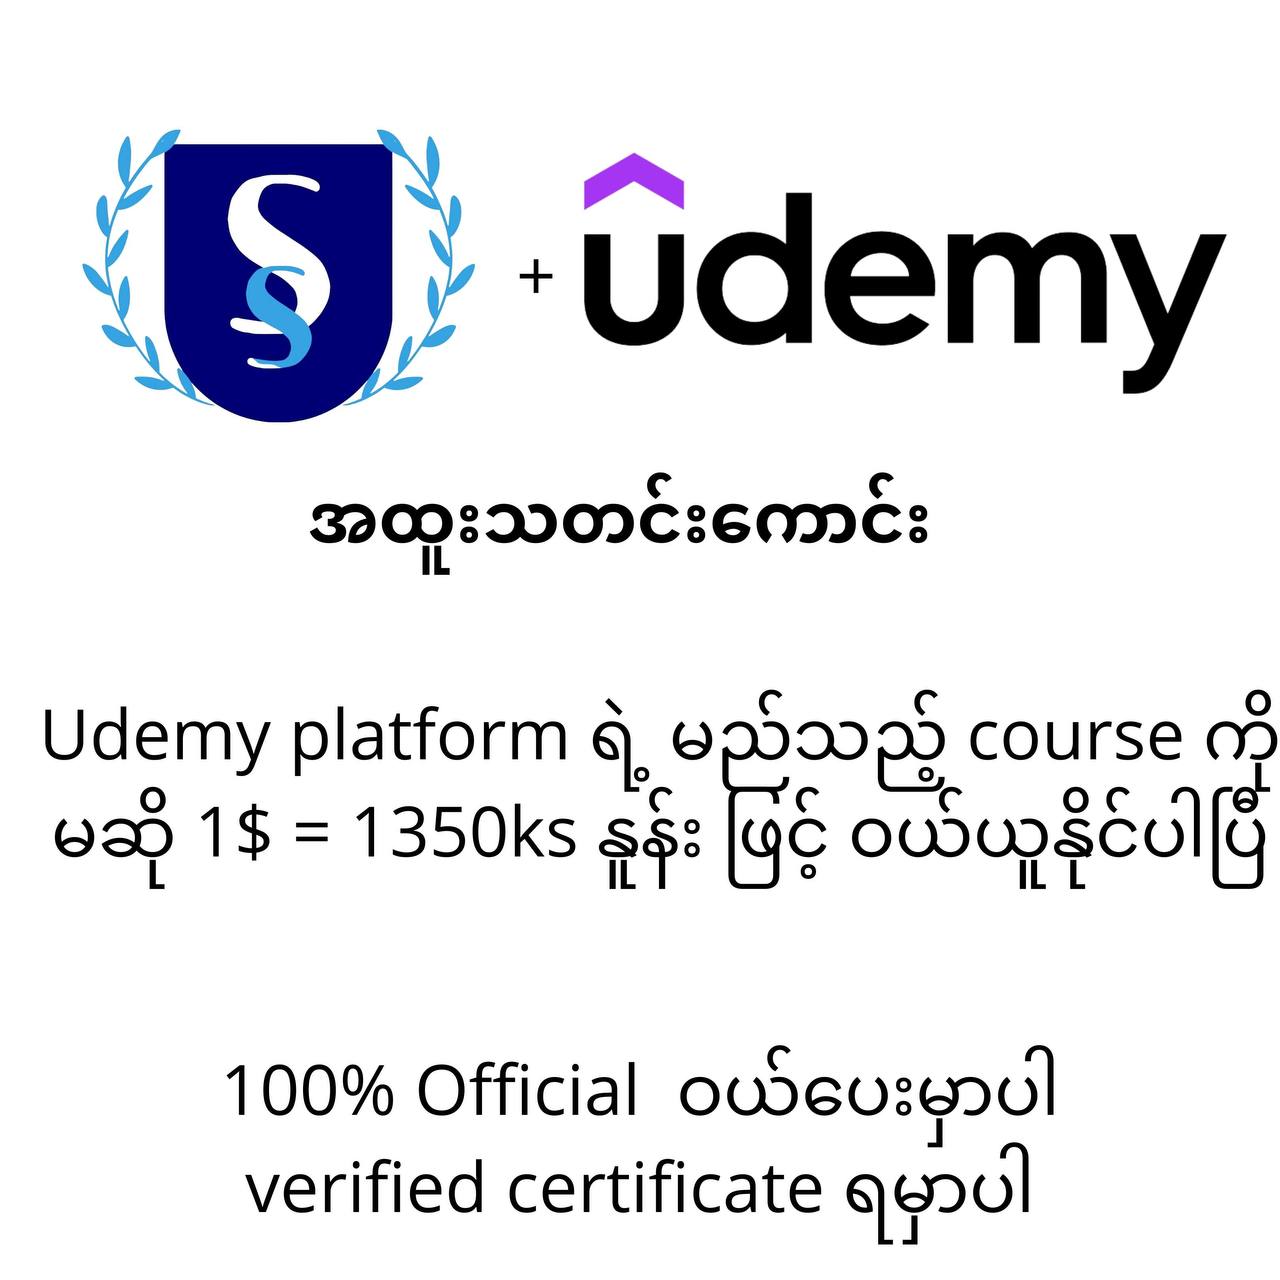 SS + udemy
အထူးသတင်းကောင်း
Udemy platform ရဲ့ မည်သည့် course ကို
မဆို 1$ = 1350ks နှူန်း ဖြင့် ဝယ်ယူနိုင်ပါပြီ
100% Official ဝယ်ပေးမှာပါ
verified certificate ရမှာပါ